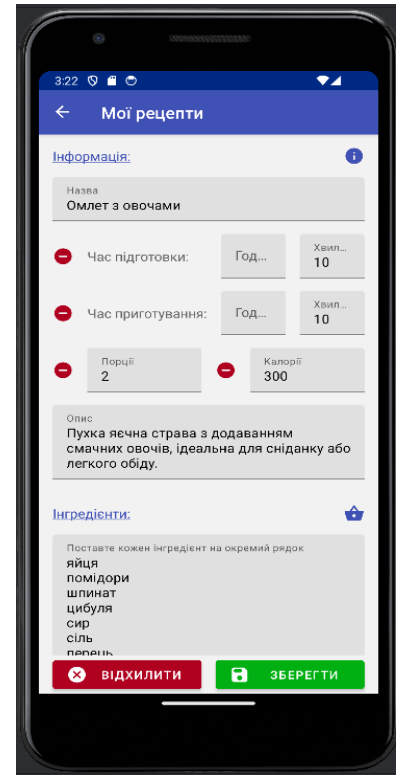 3:22
Мої рецепти
Інформація:
Назва
Омлет з овочами
Час підготовки:
Год...
Хвил...
10
Час приготування:
Год...
Хвил...
10
Порції
2
Калорії
300
Опис
Пухка яєчна страва з додаванням
смачних овочів, ідеальна для сніданку або
легкого обіду.
Інгредієнти:
Поставте кожен інгредієнт на окремий рядок
яйця
помідори
шпинат
цибуля
сир
сіль
перець
ВІДХИЛИТИ
ЗБЕРЕГТИ